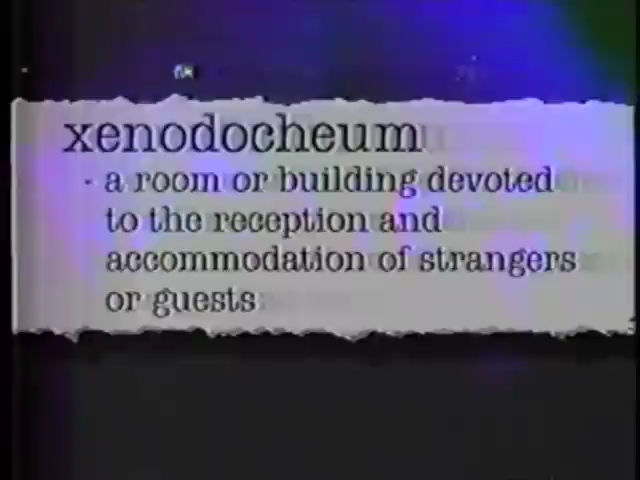 xenodocheum
- a room or building devoted
to the reception and
accommodation of strangers
or guests